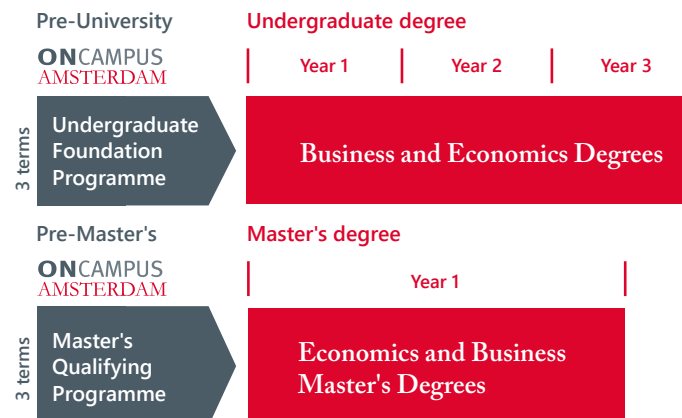 Pre-University
Undergraduate degree
ONCAMPUS
AMSTERDAM
Year 1
Year 2
Year 3
3 terms
Undergraduate
Foundation
Programme
Business and Economics Degrees
Pre-Master's
Master's degree
ONCAMPUS
AMSTERDAM
Year 1
3 terms
Master's
Qualifying
Programme
Economics and Business
Master's Degrees